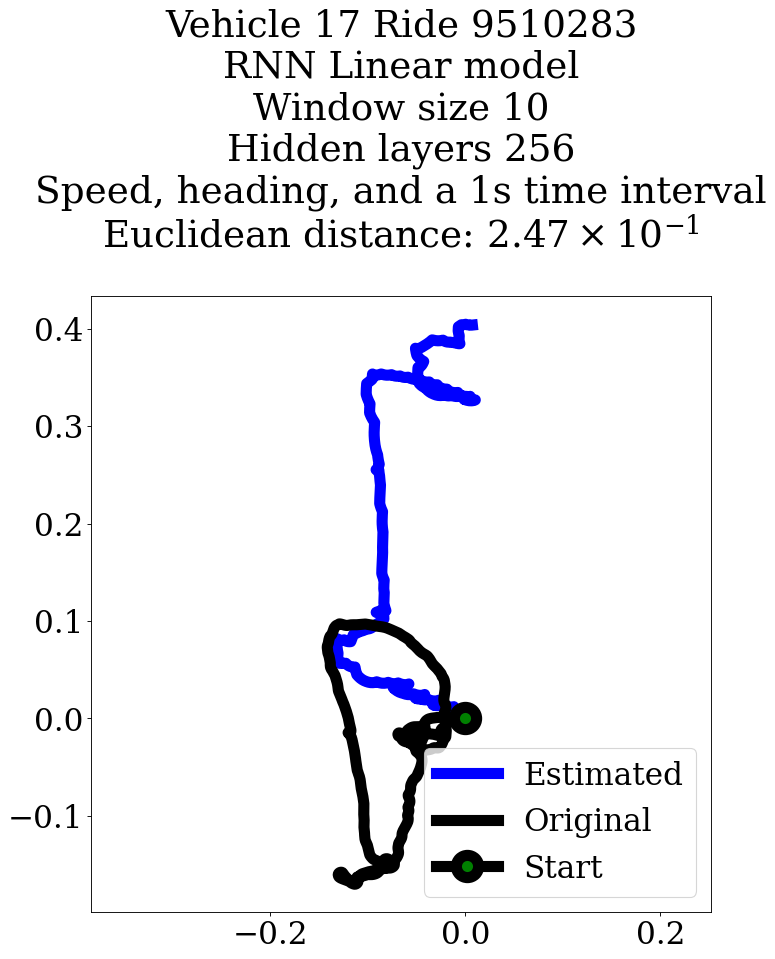 Vehicle 17 Ride 9510283
RNN Linear model
Window size 10
Hidden layers 256
Speed, heading, and a 1s time interval
Euclidean distance: 2.47 × 10⁻¹
0.4
0.3
0.2
0.1
0.0
−0.1
−0.2 0.0 0.2
Estimated
Original
Start